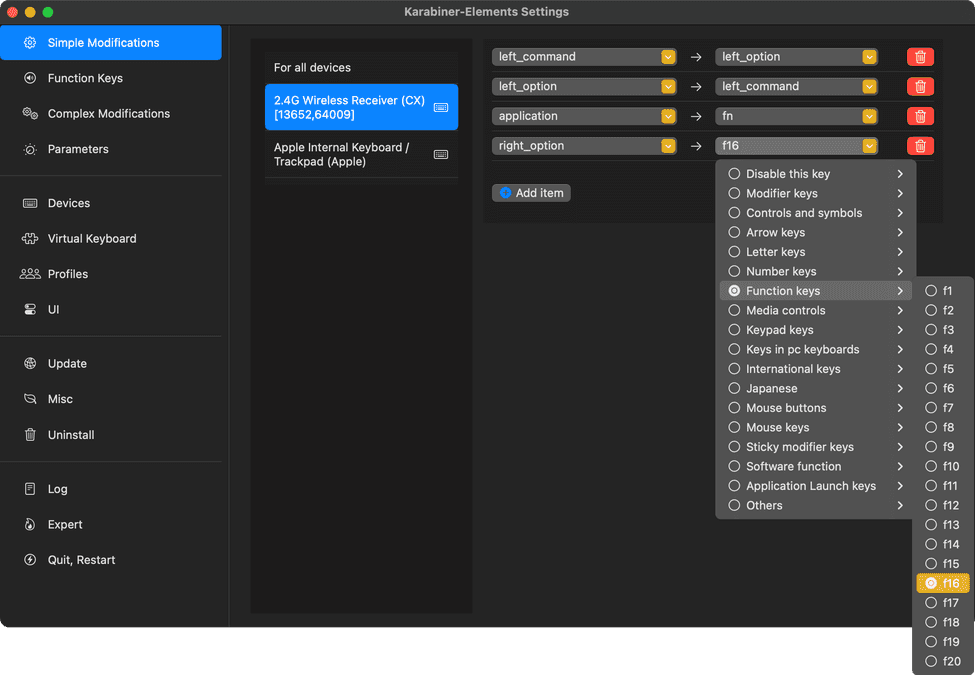 Karabiner-Elements Settings
Simple Modifications
Function Keys
Complex Modifications
Parameters
Devices
Virtual Keyboard
Profiles
UI
Update
Misc
Uninstall
Log
Expert
Quit, Restart
For all devices
2.4G Wireless Receiver (CX)
[13652,64009]
Apple Internal Keyboard /
Trackpad (Apple)
left_command → left_option
left_option → left_command
application → fn
right_option → f16
Add item
Disable this key
Modifier keys
Controls and symbols
Arrow keys
Letter keys
Number keys
Function keys
Media controls
Keypad keys
Keys in pc keyboards
International keys
Japanese
Mouse buttons
Mouse keys
Sticky modifier keys
Software function
Application Launch keys
Others
f1
f2
f3
f4
f5
f6
f7
f8
f9
f10
f11
f12
f13
f14
f15
f16
f17
f18
f19
f20